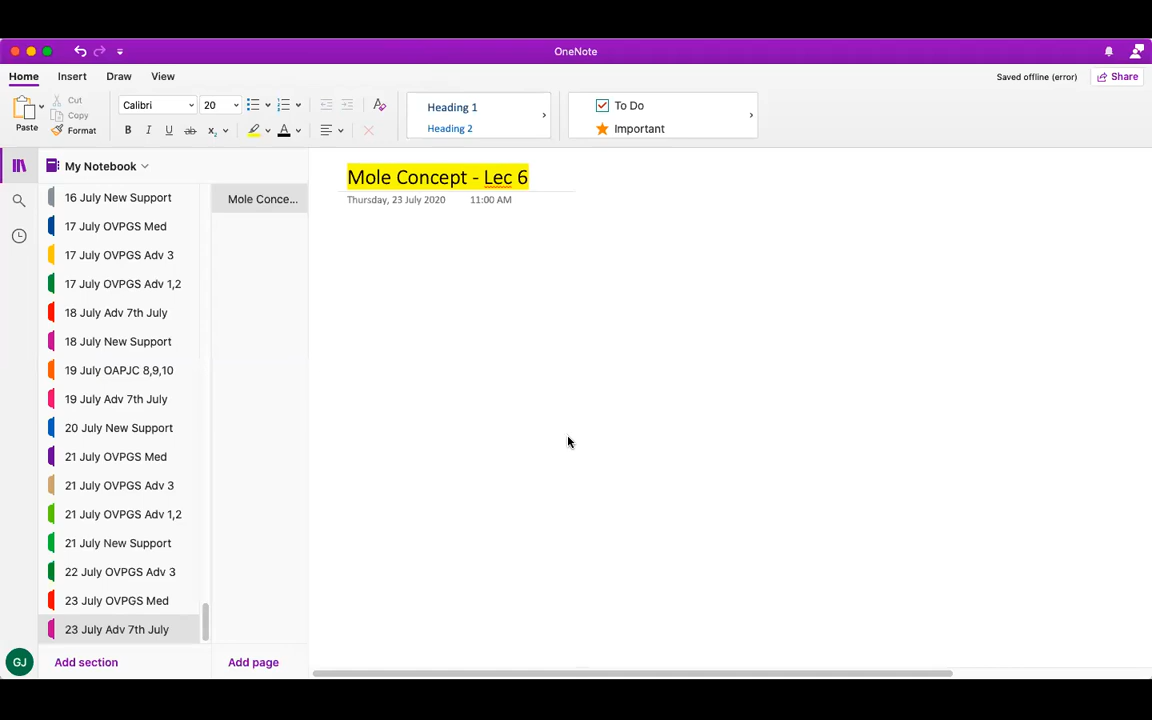 OneNote
Home Insert Draw View
Saved offline (error) Share
Paste
Cut
Copy
Format
Calibri 20
B I U ab x₂ A
Heading 1
Heading 2
To Do
Important
My Notebook
16 July New Support
17 July OVPGS Med
17 July OVPGS Adv 3
17 July OVPGS Adv 1,2
18 July Adv 7th July
18 July New Support
19 July OAPJC 8,9,10
19 July Adv 7th July
20 July New Support
21 July OVPGS Med
21 July OVPGS Adv 3
21 July OVPGS Adv 1,2
21 July New Support
22 July OVPGS Adv 3
23 July OVPGS Med
23 July Adv 7th July
Add section
Mole Conce...
Add page
GJ
Mole Concept - Lec 6
Thursday, 23 July 2020 11:00 AM